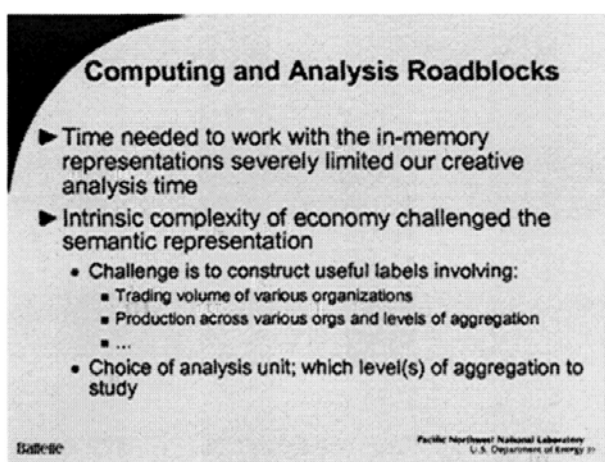 Computing and Analysis Roadblocks
► Time needed to work with the in-memory
representations severely limited our creative
analysis time
► Intrinsic complexity of economy challenged the
semantic representation
• Challenge is to construct useful labels involving:
■ Trading volume of various organizations
■ Production across various orgs and levels of aggregation
■ ...
• Choice of analysis unit; which level(s) of aggregation to
study
Battelle
Pacific Northwest National Laboratory
U.S. Department of Energy